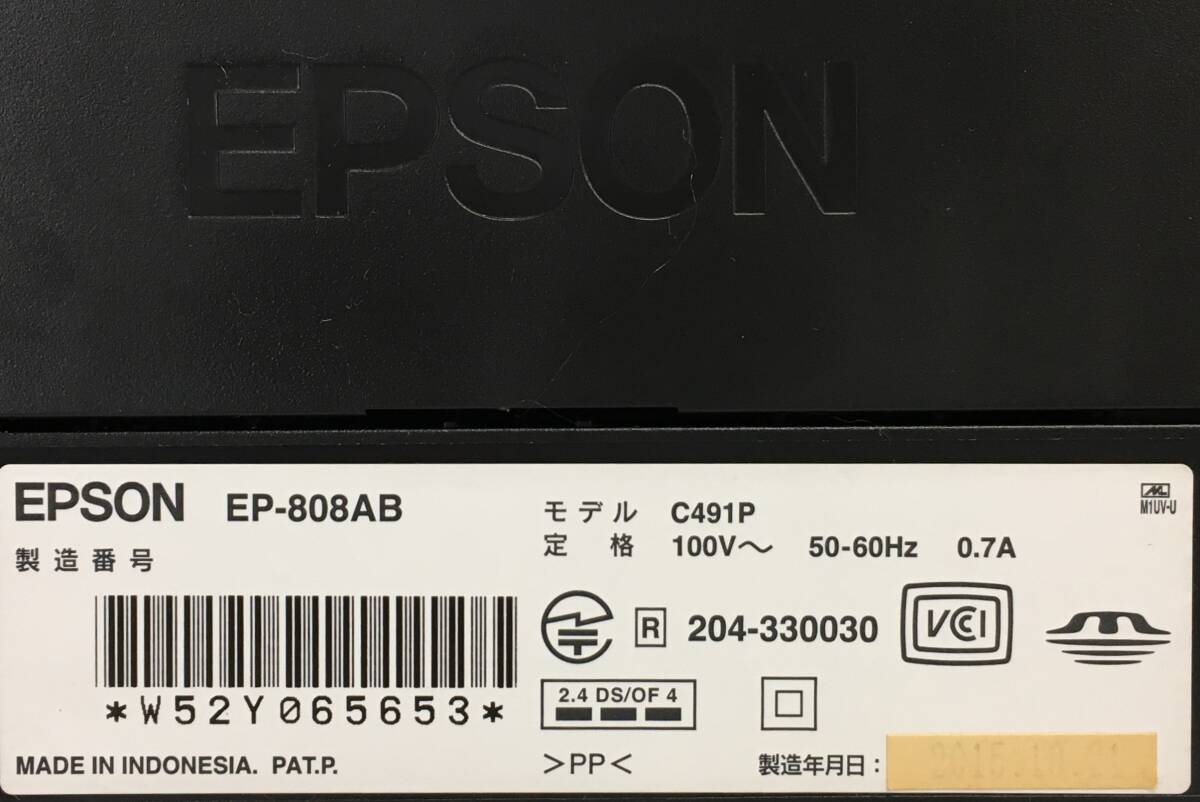 EPSON
EPSON EP-808AB
製造番号
*W52Y065653*
MADE IN INDONESIA. PAT.P.
モデル C491P
定格 100V～ 50-60Hz 0.7A
R 204-330030
VCCI
2.4 DS/OF 4
>PP<
製造年月日：
M1UV-U